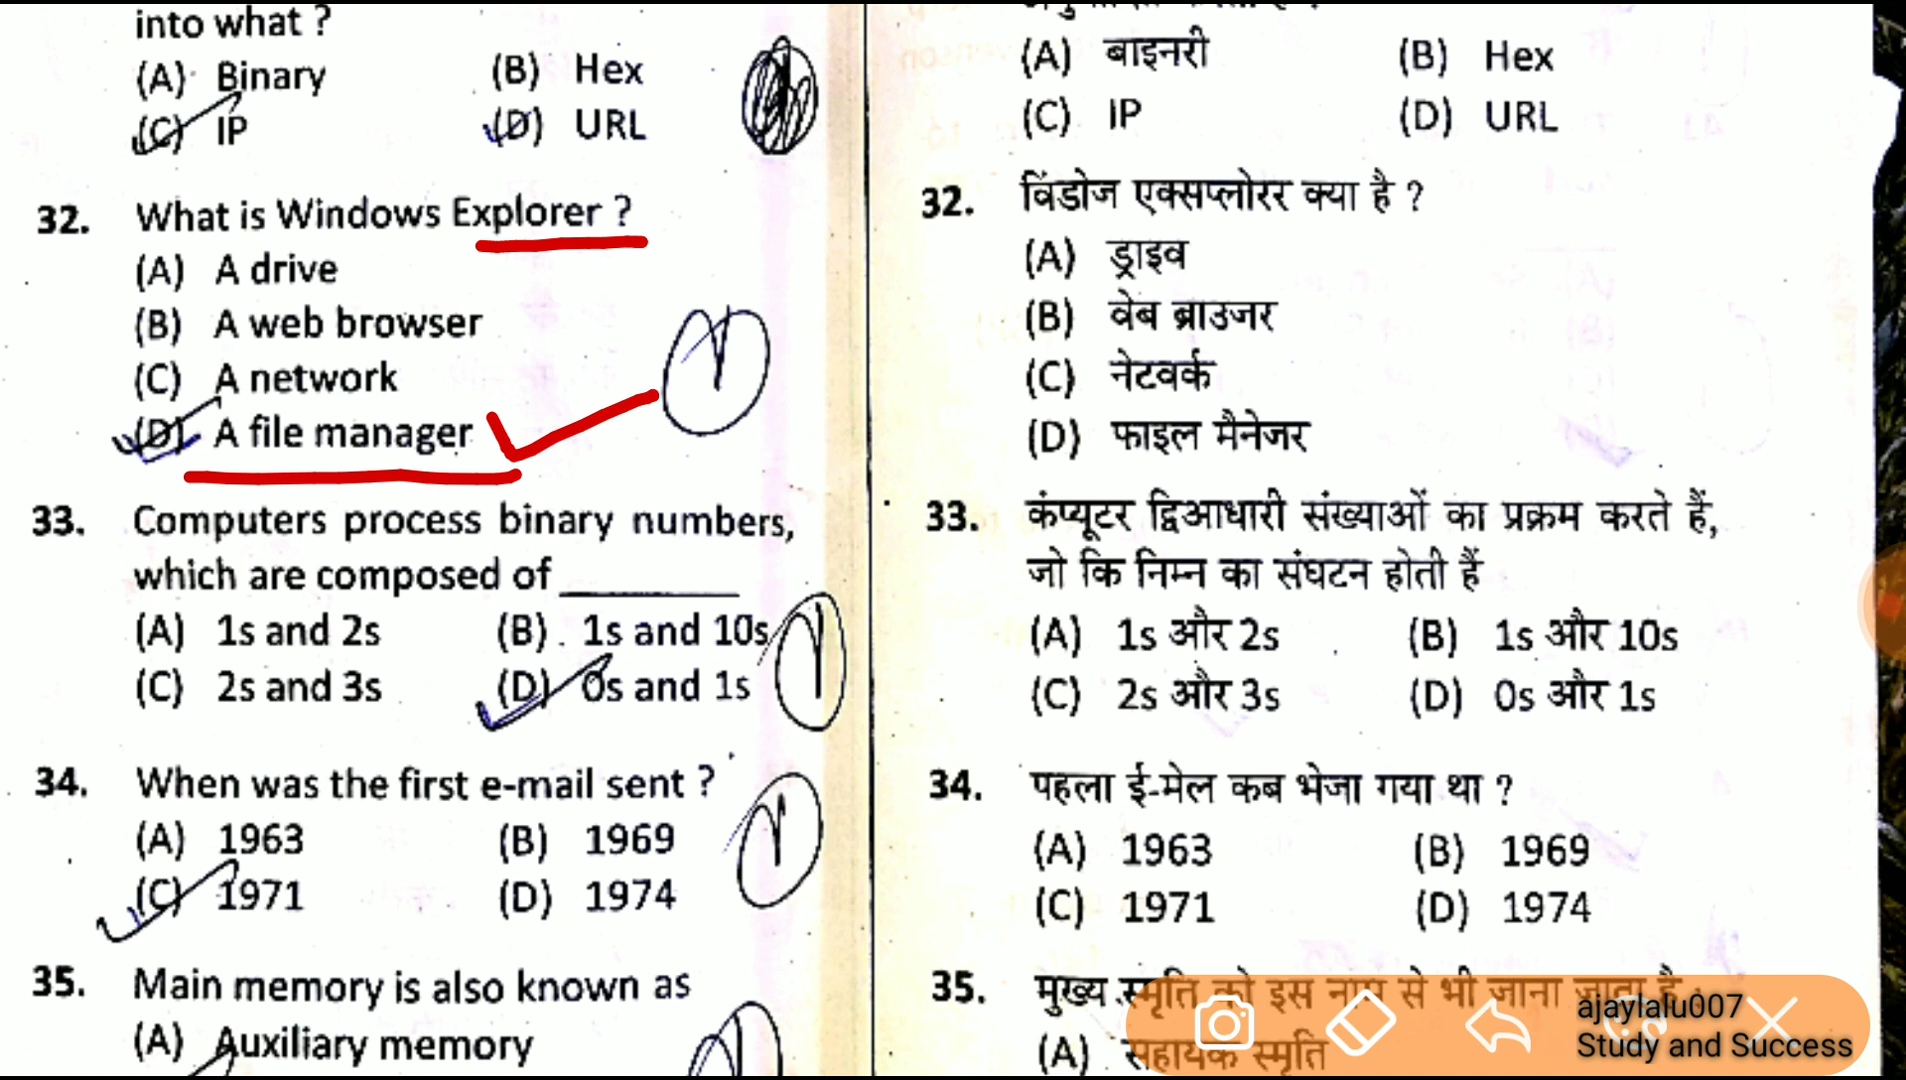 into what ?
(A) Binary
(B) Hex
(C) IP
(D) URL
32. What is Windows Explorer ?
(A) A drive
(B) A web browser
(C) A network
(D) A file manager
33. Computers process binary numbers,
which are composed of ________
(A) 1s and 2s
(B) 1s and 10s
(C) 2s and 3s
(D) 0s and 1s
34. When was the first e-mail sent ?
(A) 1963
(B) 1969
(C) 1971
(D) 1974
35. Main memory is also known as
(A) Auxiliary memory
(A) बाइनरी
(B) Hex
(C) IP
(D) URL
32. विंडोज एक्सप्लोरर क्या है ?
(A) ड्राइव
(B) वेब ब्राउजर
(C) नेटवर्क
(D) फाइल मैनेजर
33. कंप्यूटर द्विआधारी संख्याओं का प्रक्रम करते हैं,
जो कि निम्न का संघटन होती हैं
(A) 1s और 2s
(B) 1s और 10s
(C) 2s और 3s
(D) 0s और 1s
34. पहला ई-मेल कब भेजा गया था ?
(A) 1963
(B) 1969
(C) 1971
(D) 1974
35. मुख्य स्मृति को इस नाम से भी जाना जाता है :
(A) सहायक स्मृति
ajaylalu007
Study and Success